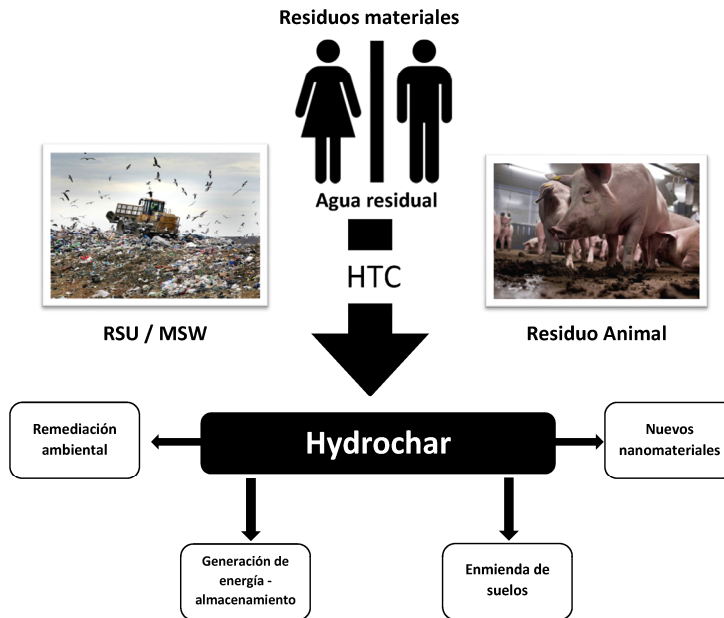 Residuos materiales
Agua residual
HTC
RSU / MSW
Residuo Animal
Hydrochar
Remediación
ambiental
Nuevos
nanomateriales
Generación de
energía -
almacenamiento
Enmienda de
suelos